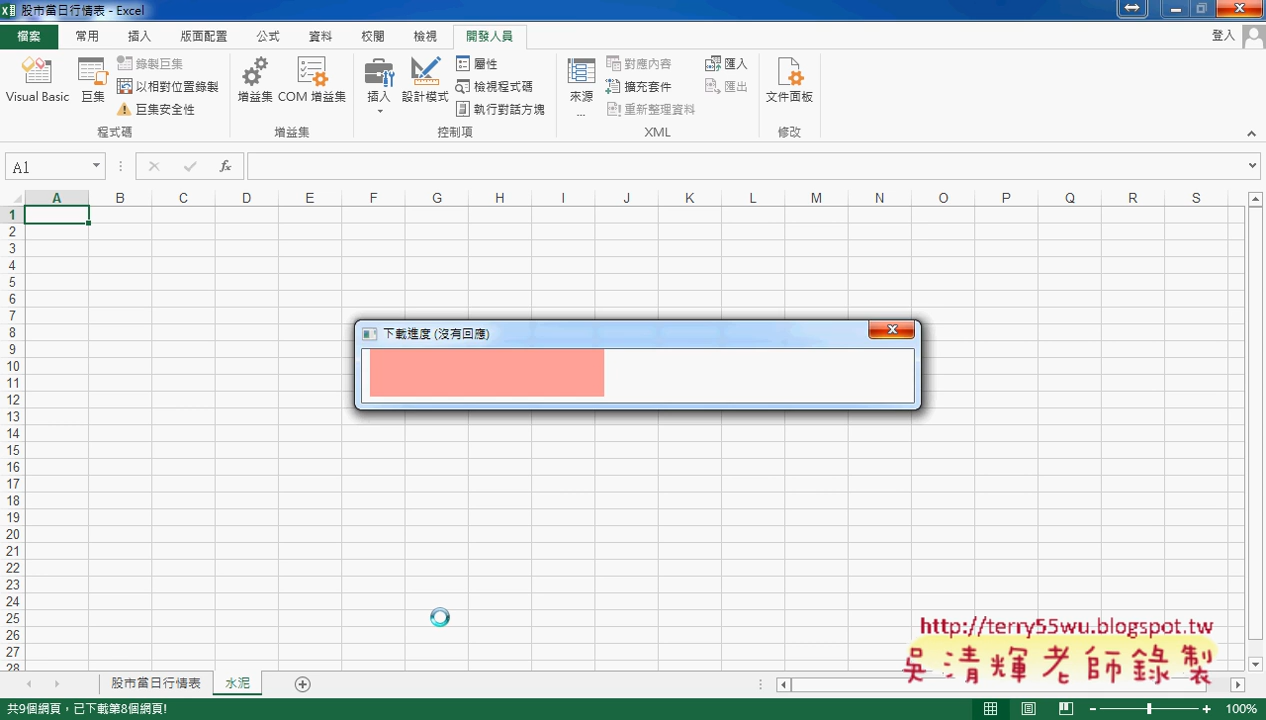 股市當日行情表 - Excel
檔案 常用 插入 版面配置 公式 資料 校閱 檢視 開發人員 登入
Visual Basic 巨集 錄製巨集 以相對位置錄製 巨集安全性 增益集 COM 增益集 插入 設計模式 屬性 檢視程式碼 執行對話方塊 來源 ... 對應內容 擴充套件 重新整理資料 匯入 匯出 文件面板
程式碼 增益集 控制項 XML 修改
A1 fx
A B C D E F G H I J K L M N O P Q R S
1
2
3
4
5
6
7
下載進度 (沒有回應)
8
9
10
11
12
13
14
15
16
17
18
19
20
21
22
23
24
25
26
27
28
http://terry55wu.blogspot.tw
吳清輝老師錄製
股市當日行情表 水泥
共9個網頁，已下載第8個網頁!
100%